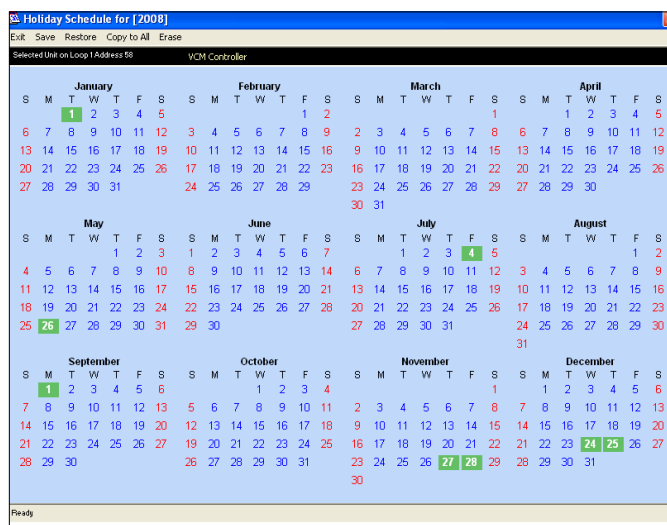 Holiday Schedule for [2008]
Exit Save Restore Copy to All Erase
Selected Unit on Loop 1 Address 58 VCM Controller
January February March April
S M T W T F S S M T W T F S S M T W T F S S M T W T F S
1 2 3 4 5 1 2 1 1 2 3 4 5
6 7 8 9 10 11 12 3 4 5 6 7 8 9 2 3 4 5 6 7 8 6 7 8 9 10 11 12
13 14 15 16 17 18 19 10 11 12 13 14 15 16 9 10 11 12 13 14 15 13 14 15 16 17 18 19
20 21 22 23 24 25 26 17 18 19 20 21 22 23 16 17 18 19 20 21 22 20 21 22 23 24 25 26
27 28 29 30 31 24 25 26 27 28 29 23 24 25 26 27 28 29 27 28 29 30
30 31
May June July August
S M T W T F S S M T W T F S S M T W T F S S M T W T F S
1 2 3 1 2 3 4 5 6 7 1 2 3 4 5 1 2
4 5 6 7 8 9 10 8 9 10 11 12 13 14 6 7 8 9 10 11 12 3 4 5 6 7 8 9
11 12 13 14 15 16 17 15 16 17 18 19 20 21 13 14 15 16 17 18 19 10 11 12 13 14 15 16
18 19 20 21 22 23 24 22 23 24 25 26 27 28 20 21 22 23 24 25 26 17 18 19 20 21 22 23
25 26 27 28 29 30 31 29 30 27 28 29 30 31 24 25 26 27 28 29 30
31
September October November December
S M T W T F S S M T W T F S S M T W T F S S M T W T F S
1 2 3 4 5 6 1 2 3 4 1 1 2 3 4 5 6
7 8 9 10 11 12 13 5 6 7 8 9 10 11 2 3 4 5 6 7 8 7 8 9 10 11 12 13
14 15 16 17 18 19 20 12 13 14 15 16 17 18 9 10 11 12 13 14 15 14 15 16 17 18 19 20
21 22 23 24 25 26 27 19 20 21 22 23 24 25 16 17 18 19 20 21 22 21 22 23 24 25 26 27
28 29 30 26 27 28 29 30 31 23 24 25 26 27 28 29 28 29 30 31
30
Ready